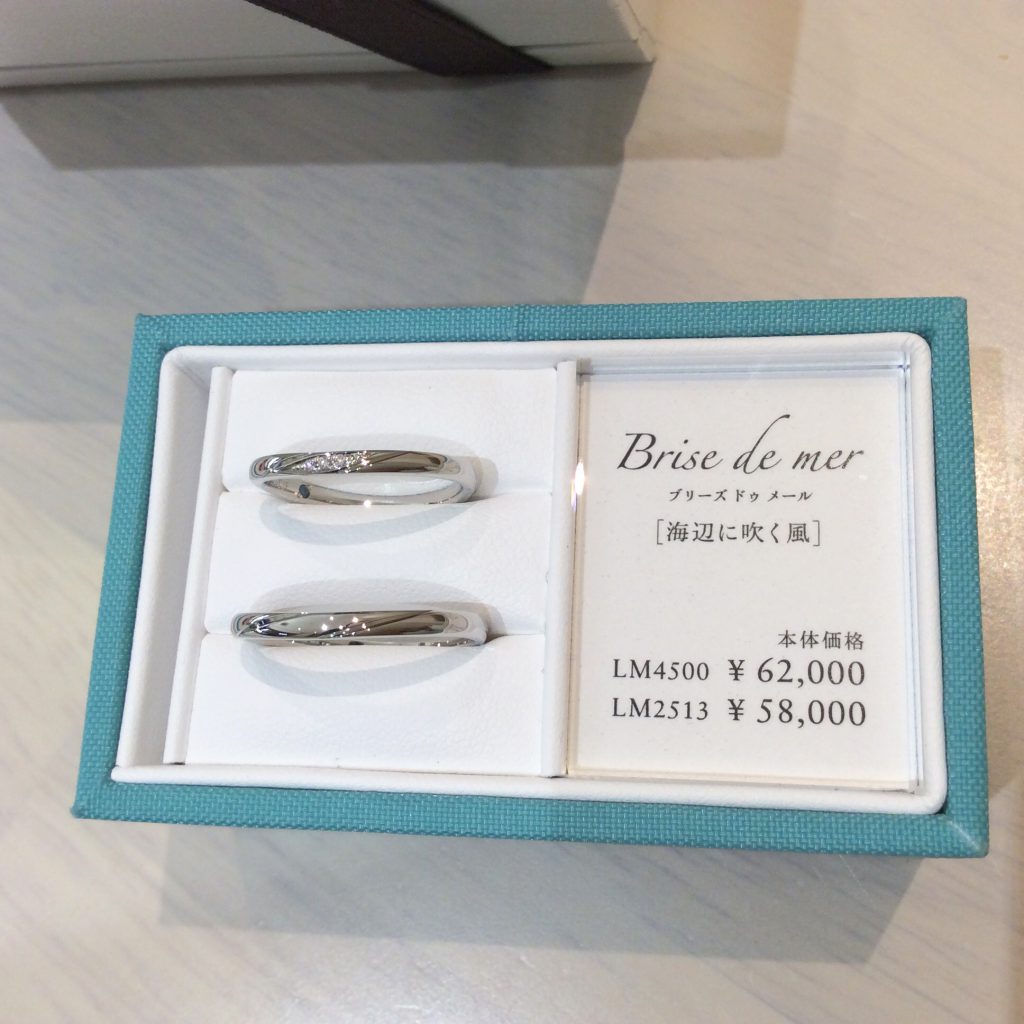 Brise de mer
ブリーズ ドゥ メール
[海辺に吹く風]
本体価格
LM4500 ¥ 62,000
LM2513 ¥ 58,000